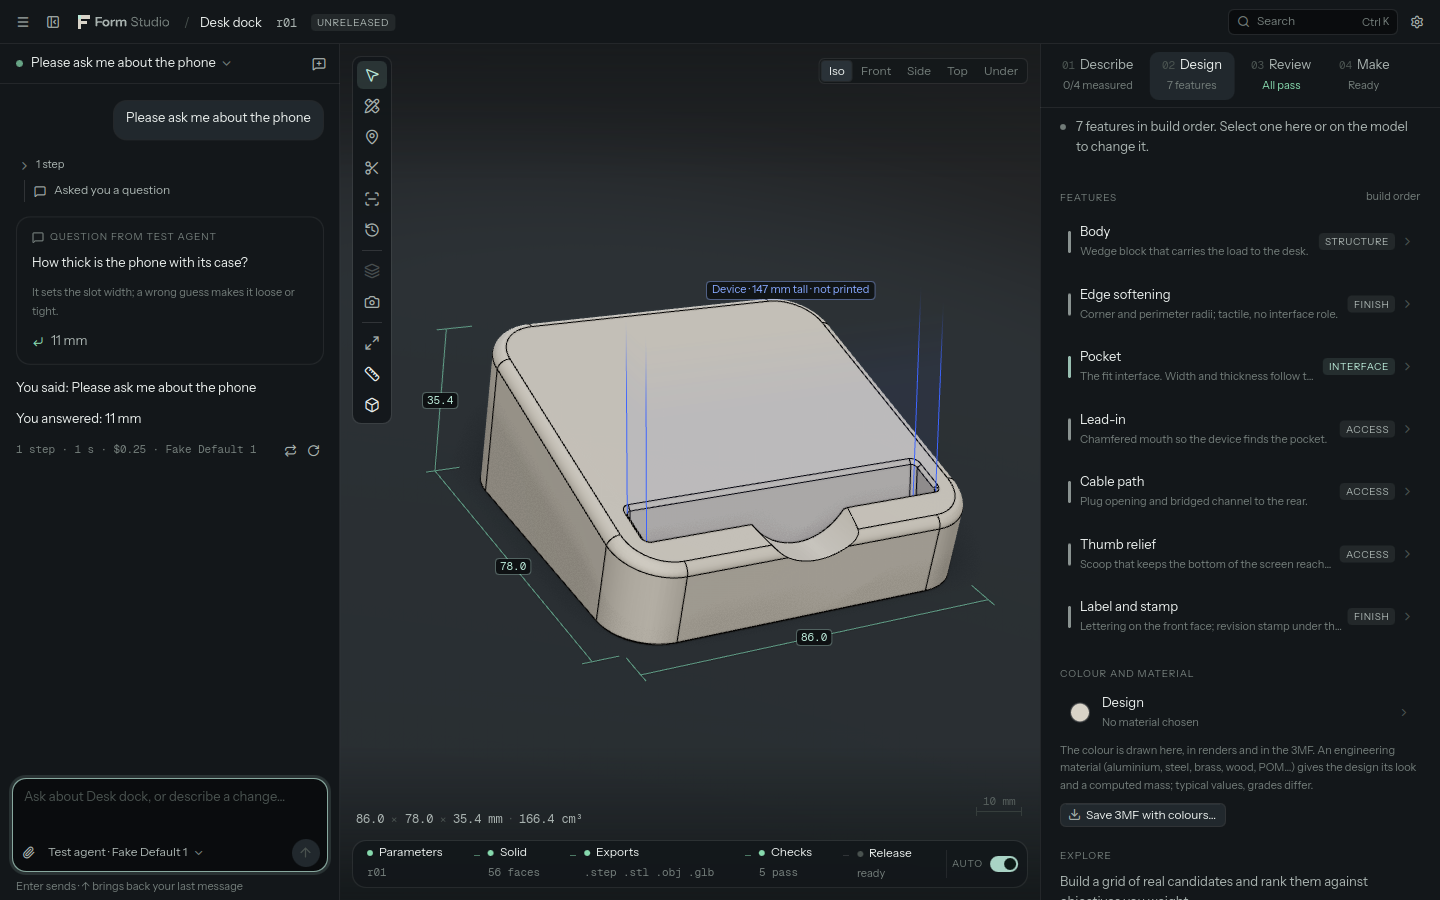 Form Studio / Desk dock r01 UNRELEASED
Search Ctrl K
Please ask me about the phone
Please ask me about the phone
1 step
Asked you a question
QUESTION FROM TEST AGENT
How thick is the phone with its case?
It sets the slot width; a wrong guess makes it loose or
tight.
11 mm
You said: Please ask me about the phone
You answered: 11 mm
1 step · 1 s · $0.25 · Fake Default 1
Ask about Desk dock, or describe a change...
Test agent · Fake Default 1
Enter sends · ↑ brings back your last message
Iso Front Side Top Under
Device · 147 mm tall · not printed
35.4
78.0
86.0
10 mm
86.0 × 78.0 × 35.4 mm · 166.4 cm³
Parameters
r01
Solid
56 faces
Exports
.step .stl .obj .glb
Checks
5 pass
Release
ready
AUTO
01 Describe
0/4 measured
02 Design
7 features
03 Review
All pass
04 Make
Ready
7 features in build order. Select one here or on the model
to change it.
FEATURES
build order
Body
Wedge block that carries the load to the desk.
STRUCTURE
Edge softening
Corner and perimeter radii; tactile, no interface role.
FINISH
Pocket
The fit interface. Width and thickness follow t...
INTERFACE
Lead-in
Chamfered mouth so the device finds the pocket.
ACCESS
Cable path
Plug opening and bridged channel to the rear.
ACCESS
Thumb relief
Scoop that keeps the bottom of the screen reach...
ACCESS
Label and stamp
Lettering on the front face; revision stamp under th...
FINISH
COLOUR AND MATERIAL
Design
No material chosen
The colour is drawn here, in renders and in the 3MF. An engineering
material (aluminium, steel, brass, wood, POM...) gives the design its look
and a computed mass; typical values, grades differ.
Save 3MF with colours...
EXPLORE
Build a grid of real candidates and rank them against